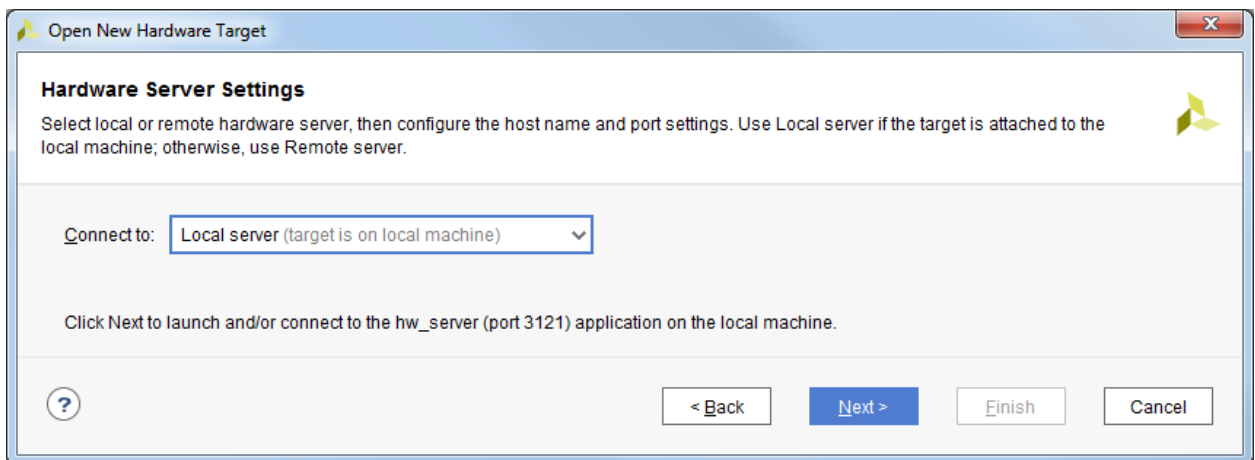 Open New Hardware Target
Hardware Server Settings
Select local or remote hardware server, then configure the host name and port settings. Use Local server if the target is attached to the
local machine; otherwise, use Remote server.
Connect to: Local server (target is on local machine)
Click Next to launch and/or connect to the hw_server (port 3121) application on the local machine.
? < Back Next > Finish Cancel